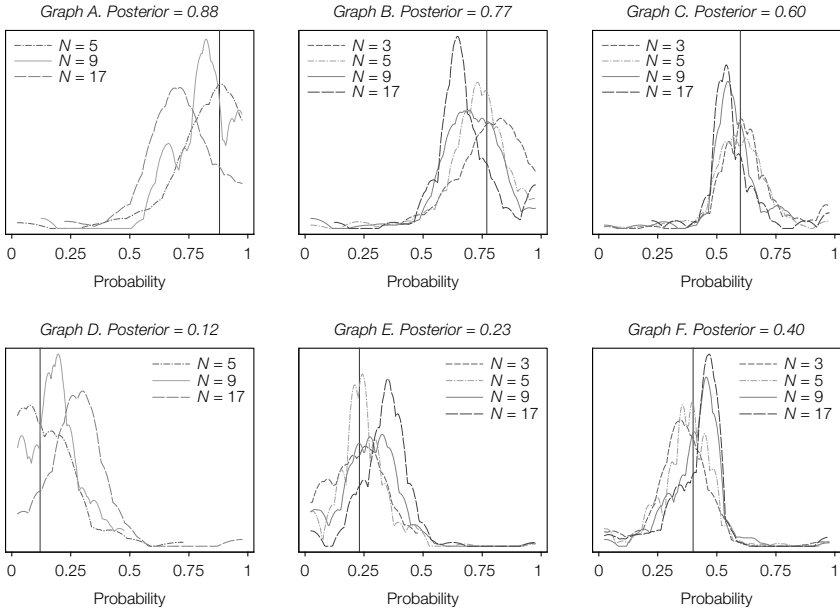 Graph A. Posterior = 0.88
N = 5
N = 9
N = 17
0 0.25 0.5 0.75 1
Probability
Graph B. Posterior = 0.77
N = 3
N = 5
N = 9
N = 17
0 0.25 0.5 0.75 1
Probability
Graph C. Posterior = 0.60
N = 3
N = 5
N = 9
N = 17
0 0.25 0.5 0.75 1
Probability
Graph D. Posterior = 0.12
N = 5
N = 9
N = 17
0 0.25 0.5 0.75 1
Probability
Graph E. Posterior = 0.23
N = 3
N = 5
N = 9
N = 17
0 0.25 0.5 0.75 1
Probability
Graph F. Posterior = 0.40
N = 3
N = 5
N = 9
N = 17
0 0.25 0.5 0.75 1
Probability